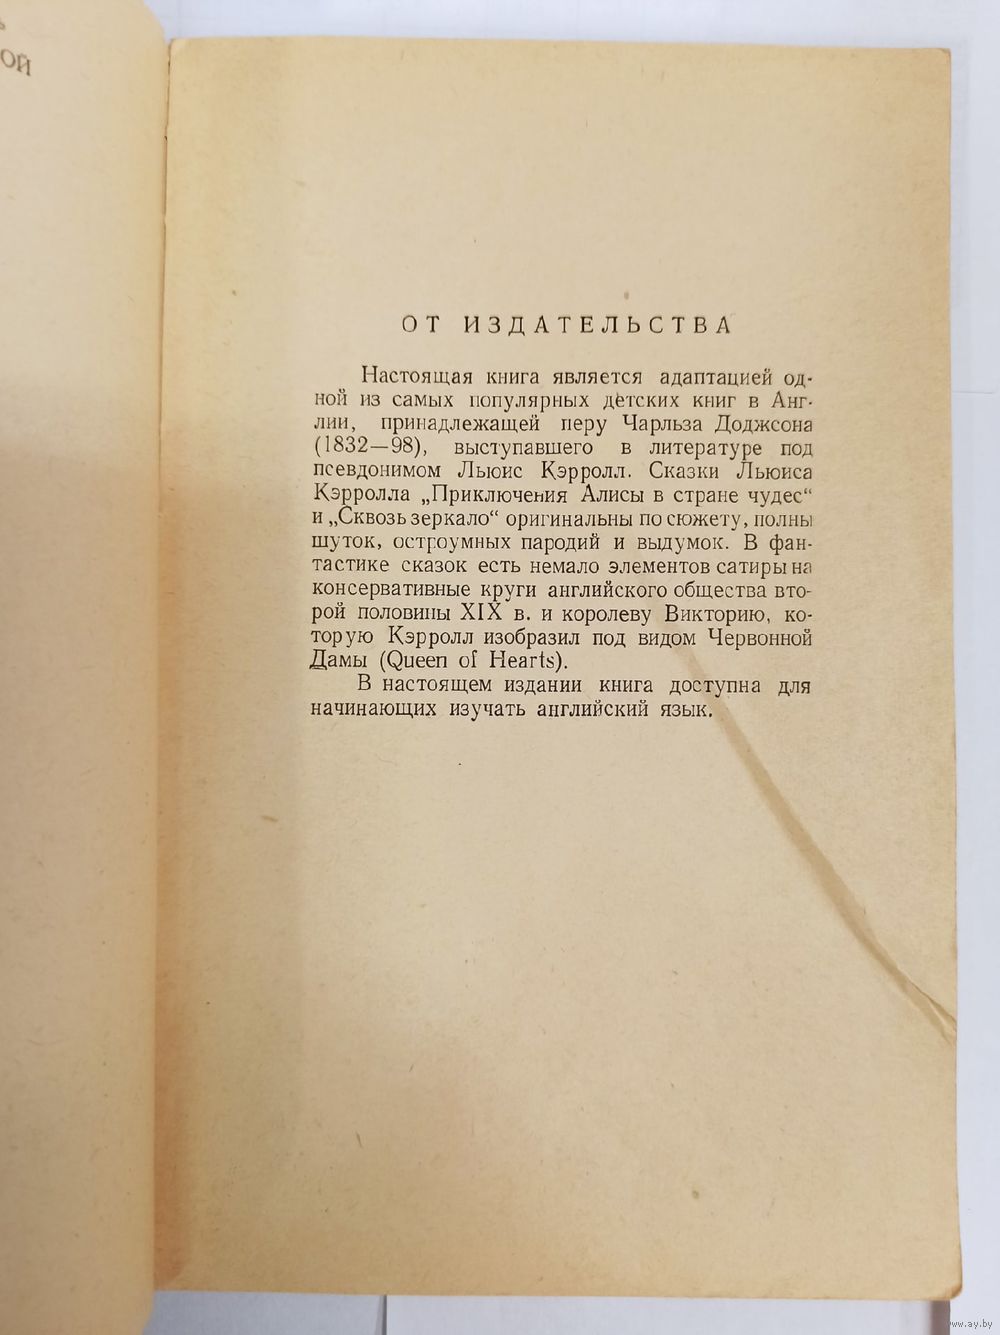 ОЙ
ОТ ИЗДАТЕЛЬСТВА
Настоящая книга является адаптацией од-
ной из самых популярных детских книг в Анг-
лии, принадлежащей перу Чарльза Доджсона
(1832—98), выступавшего в литературе под
псевдонимом Льюис Кэрролл. Сказки Льюиса
Кэрролла „Приключения Алисы в стране чудес“
и „Сквозь зеркало“ оригинальны по сюжету, полны
шуток, остроумных пародий и выдумок. В фан-
тастике сказок есть немало элементов сатиры на
консервативные круги английского общества вто-
рой половины XIX в. и королеву Викторию, ко-
торую Кэрролл изобразил под видом Червонной
Дамы (Queen of Hearts).
В настоящем издании книга доступна для
начинающих изучать английский язык.
www.ay.by